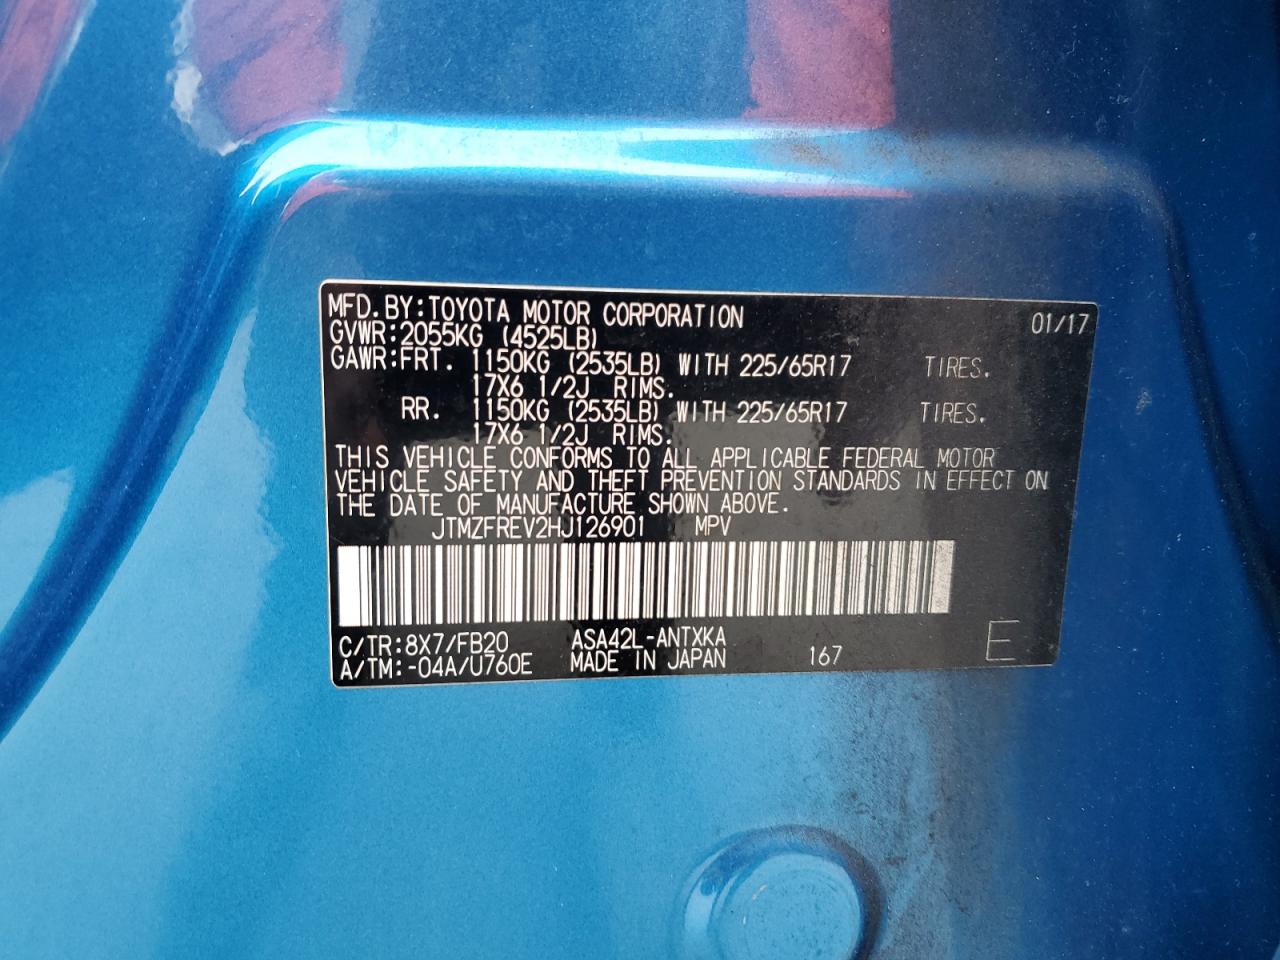 MFD.BY:TOYOTA MOTOR CORPORATION 01/17
GVWR:2055KG (4525LB)
GAWR:FRT. 1150KG (2535LB) WITH 225/65R17 TIRES.
17X6 1/2J RIMS.
RR. 1150KG (2535LB) WITH 225/65R17 TIRES.
17X6 1/2J RIMS.
THIS VEHICLE CONFORMS TO ALL APPLICABLE FEDERAL MOTOR
VEHICLE SAFETY AND THEFT PREVENTION STANDARDS IN EFFECT ON
THE DATE OF MANUFACTURE SHOWN ABOVE.
JTMZFREV2HJ126901 MPV
C/TR:8X7/FB20 ASA42L-ANTXKA
A/TM:-04A/U760E MADE IN JAPAN 167 E